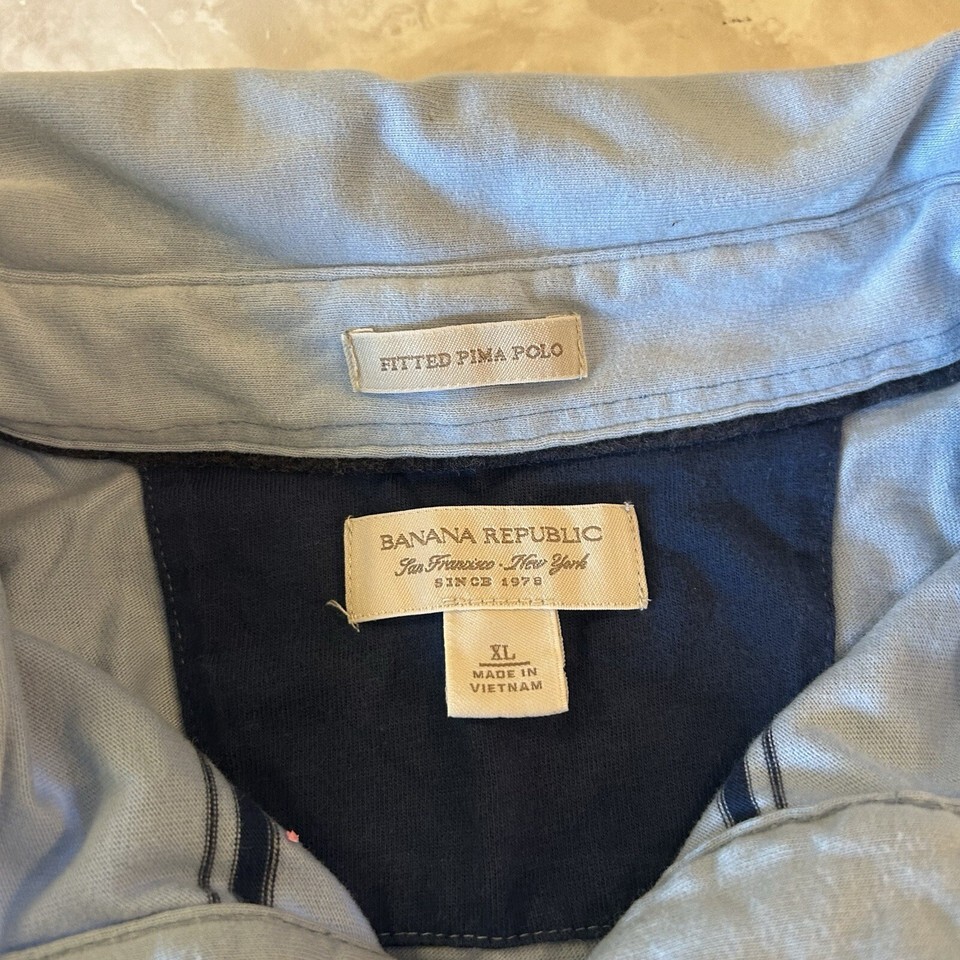 FITTED PIMA POLO
BANANA REPUBLIC
San Francisco · New York
SINCE 1978
XL
MADE IN
VIETNAM